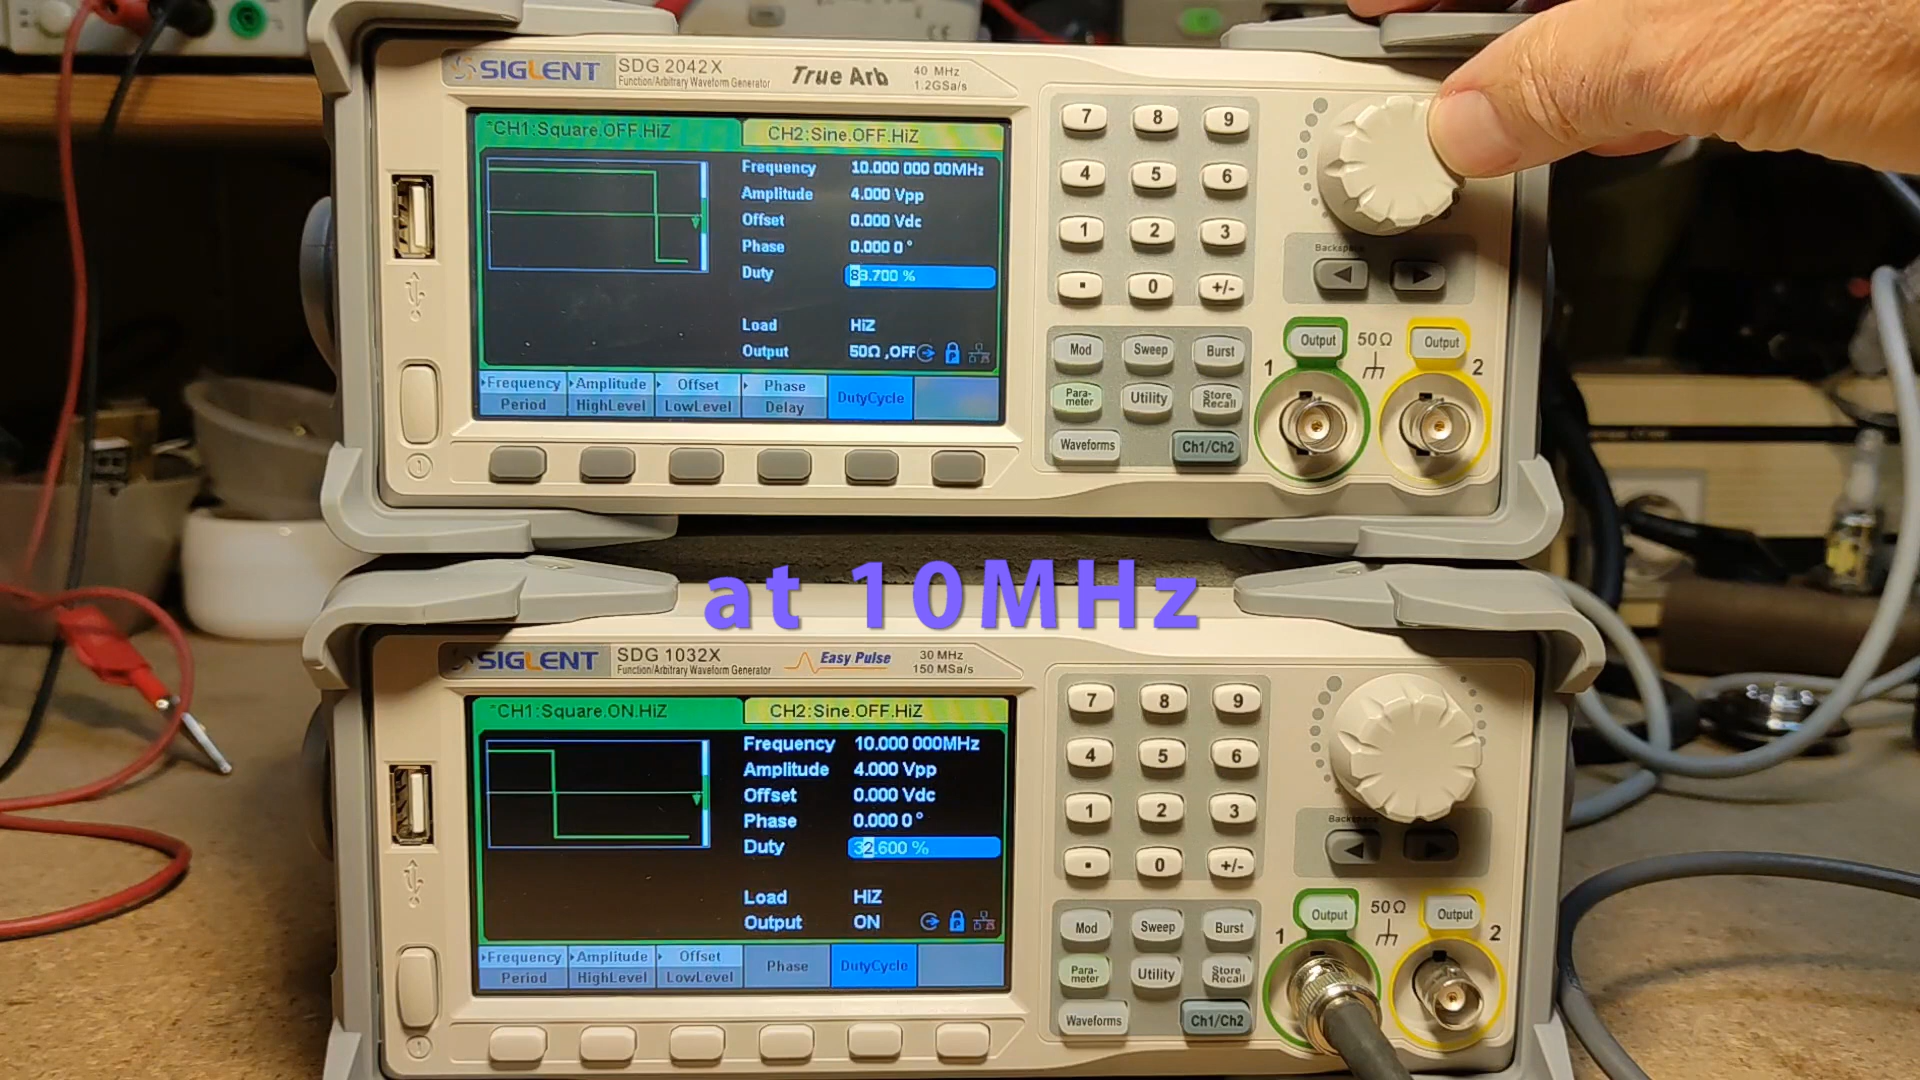 SIGLENT SDG 2042X True Arb 40 MHz
Function/Arbitrary Waveform Generator 1.2GSa/s
*CH1:Square.OFF.HiZ CH2:Sine.OFF.HiZ
Frequency 10.000 000 00MHz
Amplitude 4.000 Vpp
Offset 0.000 Vdc
Phase 0.000 0 °
Duty 83.700 %
Load HiZ
Output 50Ω ,OFF
Frequency Amplitude Offset Phase DutyCycle
Period HighLevel LowLevel Delay
7 8 9
4 5 6
1 2 3
. 0 +/-
Backspace
Mod Sweep Burst
Para-meter Utility Store Recall
Waveforms Ch1/Ch2
Output 50Ω Output
1 2
at 10MHz
SIGLENT SDG 1032X Easy Pulse 30 MHz
Function/Arbitrary Waveform Generator 150 MSa/s
*CH1:Square.ON.HiZ CH2:Sine.OFF.HiZ
Frequency 10.000 000MHz
Amplitude 4.000 Vpp
Offset 0.000 Vdc
Phase 0.000 0 °
Duty 32.600 %
Load HiZ
Output ON
Frequency Amplitude Offset Phase DutyCycle
Period HighLevel LowLevel
7 8 9
4 5 6
1 2 3
. 0 +/-
Backspace
Mod Sweep Burst
Para-meter Utility Store Recall
Waveforms Ch1/Ch2
Output 50Ω Output
1 2